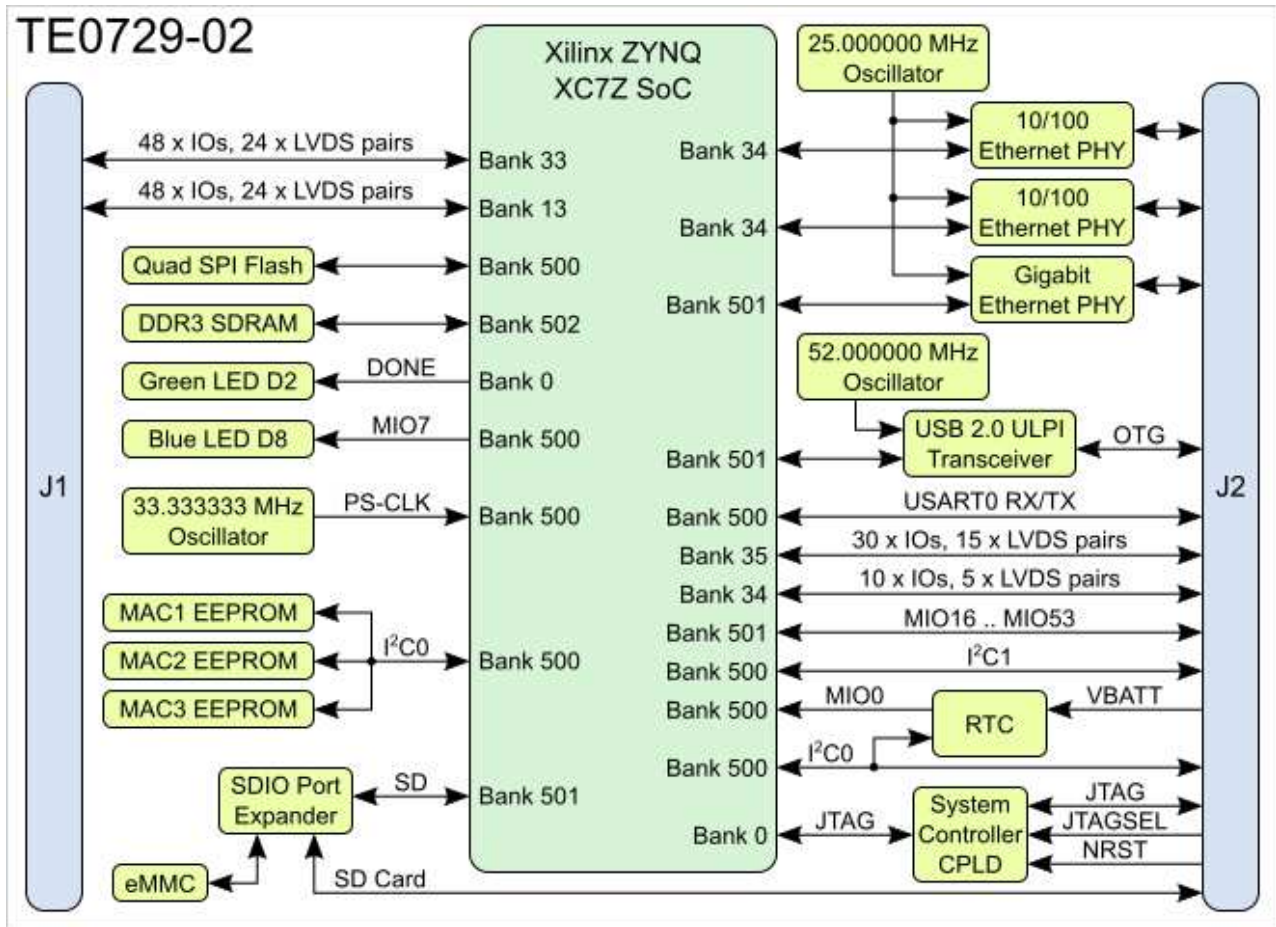 TE0729-02
Xilinx ZYNQ
XC7Z SoC
25.000000 MHz
Oscillator
48 x IOs, 24 x LVDS pairs
Bank 33
Bank 34
10/100
Ethernet PHY
48 x IOs, 24 x LVDS pairs
Bank 13
Bank 34
10/100
Ethernet PHY
Quad SPI Flash
Bank 500
Bank 501
Gigabit
Ethernet PHY
DDR3 SDRAM
Bank 502
52.000000 MHz
Oscillator
Green LED D2
DONE
Bank 0
Blue LED D8
MIO7
Bank 500
Bank 501
USB 2.0 ULPI
Transceiver
OTG
J1
J2
33.333333 MHz
Oscillator
PS-CLK
Bank 500
Bank 500
USART0 RX/TX
Bank 35
30 x IOs, 15 x LVDS pairs
Bank 34
10 x IOs, 5 x LVDS pairs
MAC1 EEPROM
MAC2 EEPROM
MAC3 EEPROM
I²C0
Bank 500
Bank 501
MIO16 .. MIO53
Bank 500
I²C1
Bank 500
MIO0
RTC
VBATT
Bank 500
I²C0
SDIO Port
Expander
SD
Bank 501
Bank 0
JTAG
System
Controller
CPLD
JTAG
JTAGSEL
NRST
eMMC
SD Card